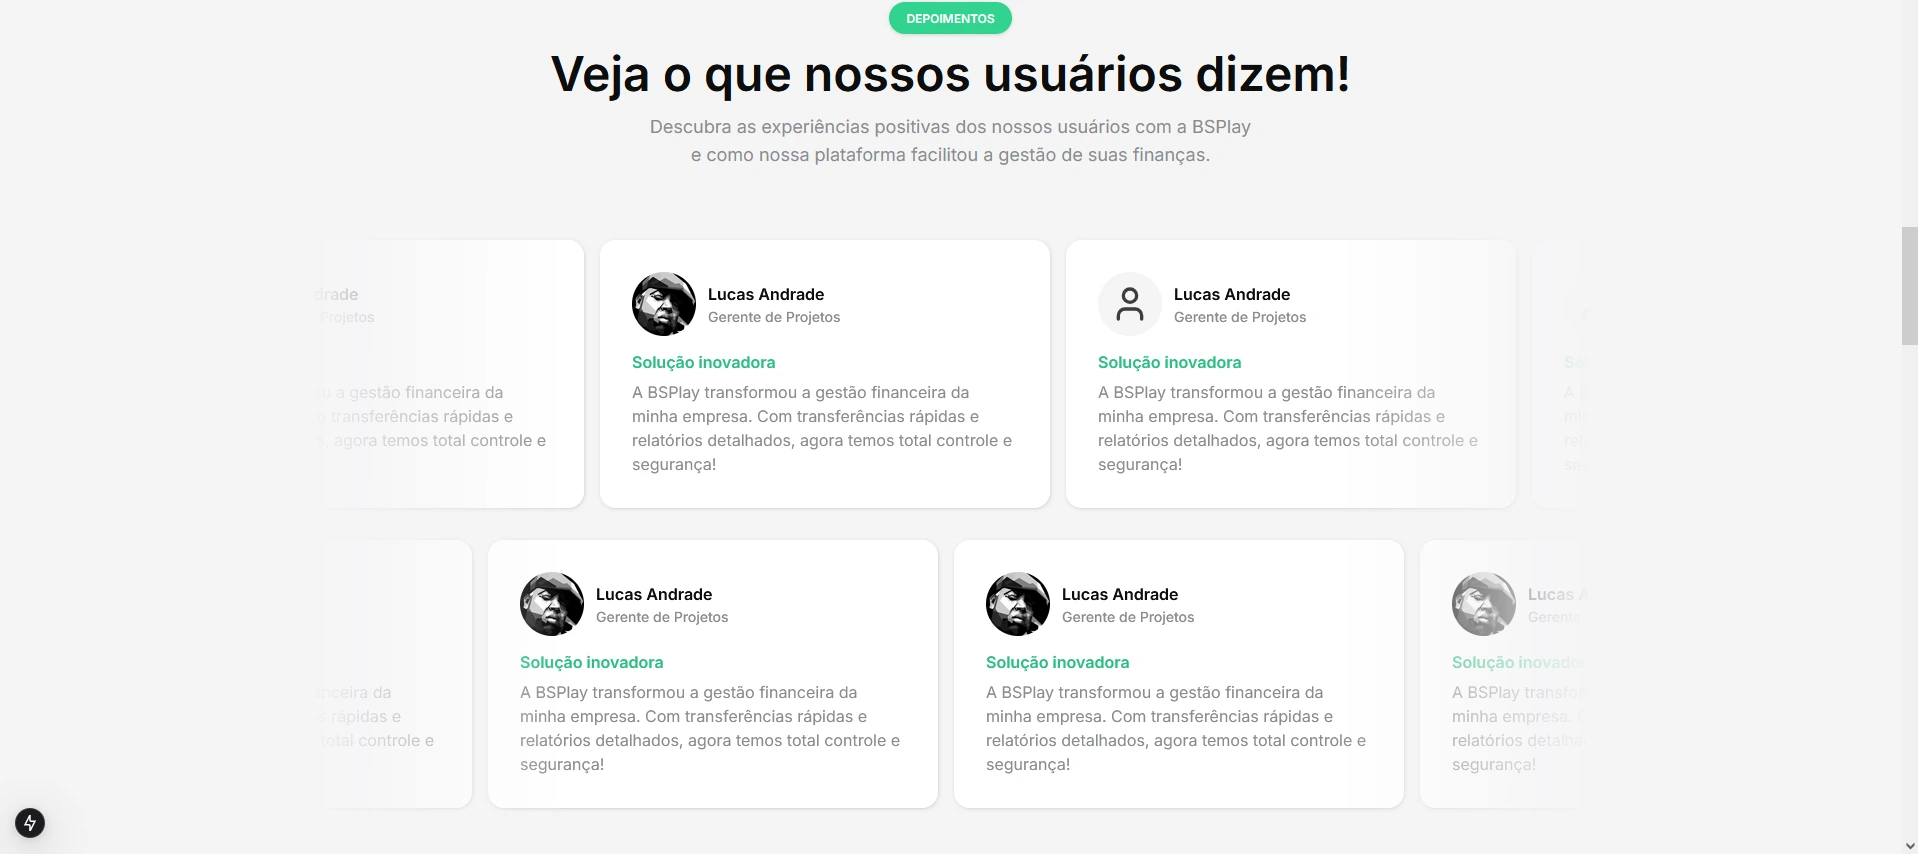 DEPOIMENTOS
Veja o que nossos usuários dizem!
Descubra as experiências positivas dos nossos usuários com a BSPlay
e como nossa plataforma facilitou a gestão de suas finanças.
drade
Projetos
u a gestão financeira da
transferências rápidas e
s, agora temos total controle e
Lucas Andrade
Gerente de Projetos
Solução inovadora
A BSPlay transformou a gestão financeira da
minha empresa. Com transferências rápidas e
relatórios detalhados, agora temos total controle e
segurança!
Lucas Andrade
Gerente de Projetos
Solução inovadora
A BSPlay transformou a gestão financeira da
minha empresa. Com transferências rápidas e
relatórios detalhados, agora temos total controle e
segurança!
So
A
mi
rel
se
nceira da
s rápidas e
total controle e
Lucas Andrade
Gerente de Projetos
Solução inovadora
A BSPlay transformou a gestão financeira da
minha empresa. Com transferências rápidas e
relatórios detalhados, agora temos total controle e
segurança!
Lucas Andrade
Gerente de Projetos
Solução inovadora
A BSPlay transformou a gestão financeira da
minha empresa. Com transferências rápidas e
relatórios detalhados, agora temos total controle e
segurança!
Lucas A
Gerente
Solução inovado
A BSPlay transfo
minha empresa. C
relatórios detalha
segurança!